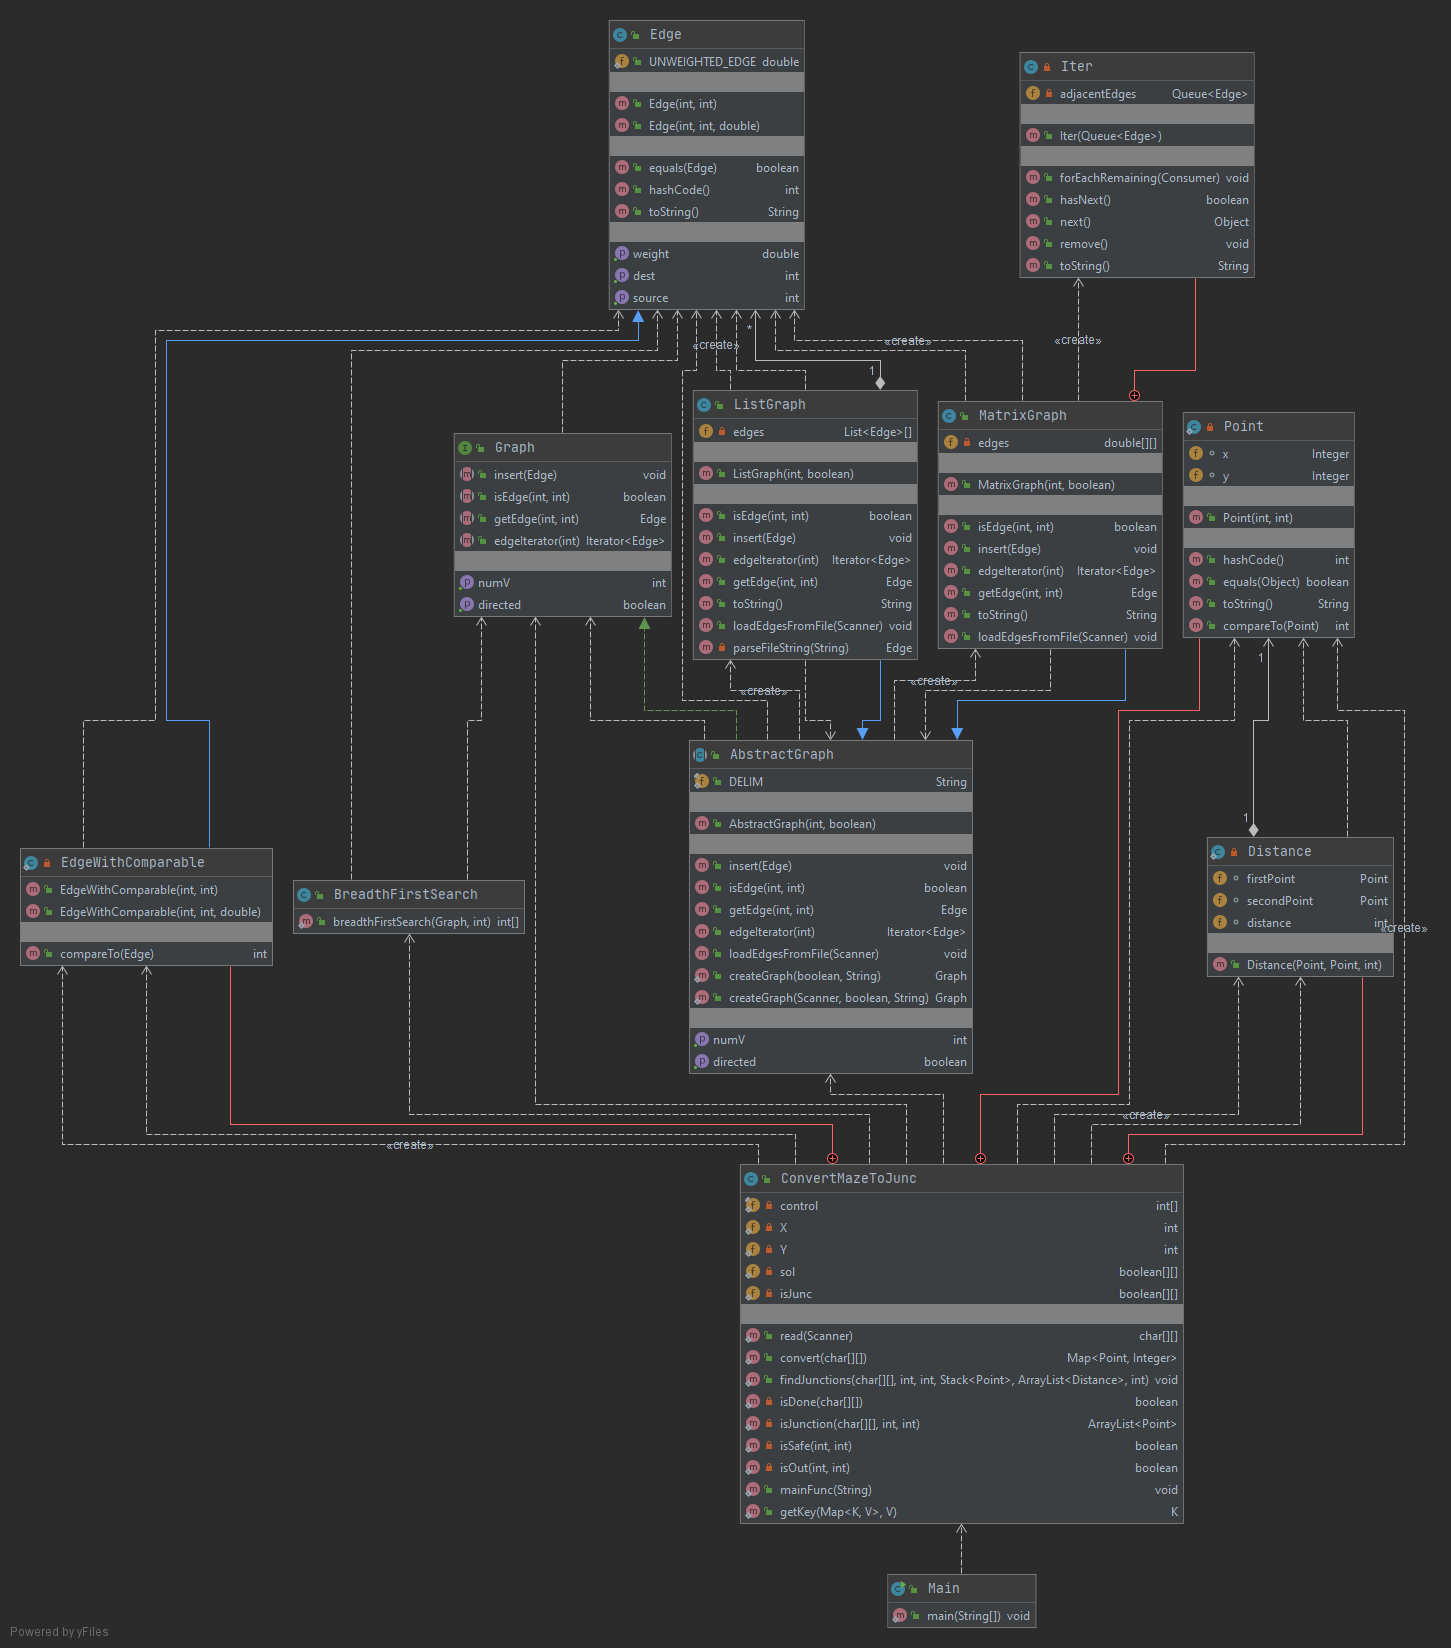 Edge
UNWEIGHTED_EDGE double
Edge(int, int)
Edge(int, int, double)
equals(Edge) boolean
hashCode() int
toString() String
weight double
dest int
source int
Iter
adjacentEdges Queue<Edge>
Iter(Queue<Edge>)
forEachRemaining(Consumer) void
hasNext() boolean
next() Object
remove() void
toString() String
*
«create»
«create»
«create»
1
ListGraph
edges List<Edge>[]
ListGraph(int, boolean)
isEdge(int, int) boolean
insert(Edge) void
edgeIterator(int) Iterator<Edge>
getEdge(int, int) Edge
toString() String
loadEdgesFromFile(Scanner) void
parseFileString(String) Edge
MatrixGraph
edges double[][]
MatrixGraph(int, boolean)
isEdge(int, int) boolean
insert(Edge) void
edgeIterator(int) Iterator<Edge>
getEdge(int, int) Edge
toString() String
loadEdgesFromFile(Scanner) void
Point
x Integer
y Integer
Point(int, int)
hashCode() int
equals(Object) boolean
toString() String
compareTo(Point) int
Graph
insert(Edge) void
isEdge(int, int) boolean
getEdge(int, int) Edge
edgeIterator(int) Iterator<Edge>
numV int
directed boolean
1
«create»
«create»
AbstractGraph
DELIM String
AbstractGraph(int, boolean)
insert(Edge) void
isEdge(int, int) boolean
getEdge(int, int) Edge
edgeIterator(int) Iterator<Edge>
loadEdgesFromFile(Scanner) void
createGraph(boolean, String) Graph
createGraph(Scanner, boolean, String) Graph
numV int
directed boolean
1
EdgeWithComparable
EdgeWithComparable(int, int)
EdgeWithComparable(int, int, double)
compareTo(Edge) int
BreadthFirstSearch
breadthFirstSearch(Graph, int) int[]
Distance
firstPoint Point
secondPoint Point
distance int
«create»
Distance(Point, Point, int)
«create»
«create»
ConvertMazeToJunc
control int[]
X int
Y int
sol boolean[][]
isJunc boolean[][]
read(Scanner) char[][]
convert(char[][]) Map<Point, Integer>
findJunctions(char[][], int, int, Stack<Point>, ArrayList<Distance>, int) void
isDone(char[][]) boolean
isJunction(char[][], int, int) ArrayList<Point>
isSafe(int, int) boolean
isOut(int, int) boolean
mainFunc(String) void
getKey(Map<K, V>, V) K
Main
main(String[]) void
Powered by yFiles